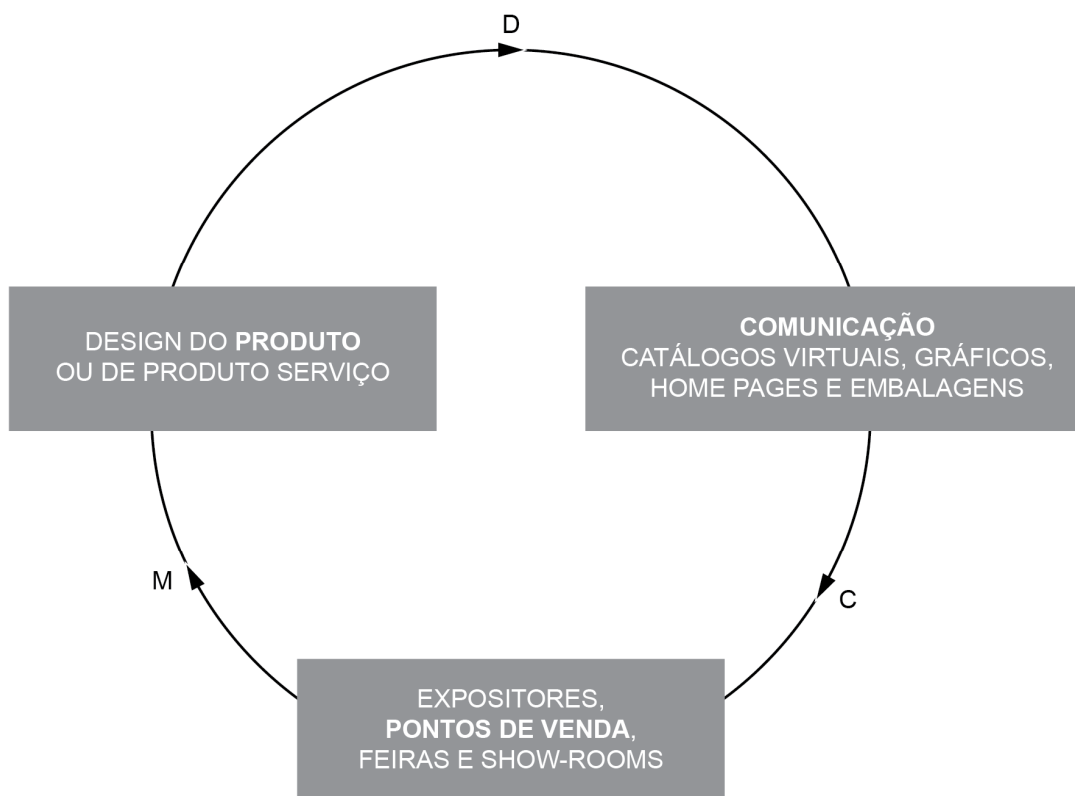 D
DESIGN DO PRODUTO
OU DE PRODUTO SERVIÇO
COMUNICAÇÃO
CATÁLOGOS VIRTUAIS, GRÁFICOS,
HOME PAGES E EMBALAGENS
M
C
EXPOSITORES,
PONTOS DE VENDA,
FEIRAS E SHOW-ROOMS